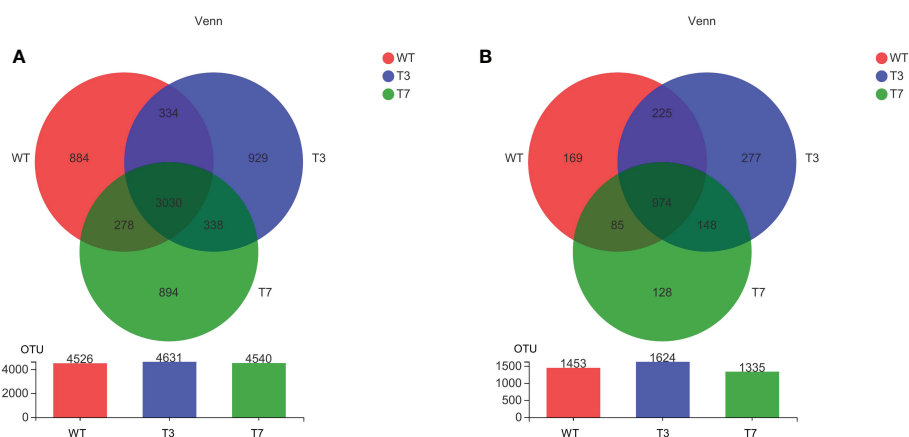 Venn
A
WT
T3
T7
334
WT
884
929
T3
3030
278
338
894
T7
OTU
4526
4631
4540
4000
2000
0
WT
T3
T7
Venn
B
WT
T3
T7
225
WT
169
277
T3
974
85
148
128
T7
OTU
1453
1624
1335
1500
1000
500
0
WT
T3
T7